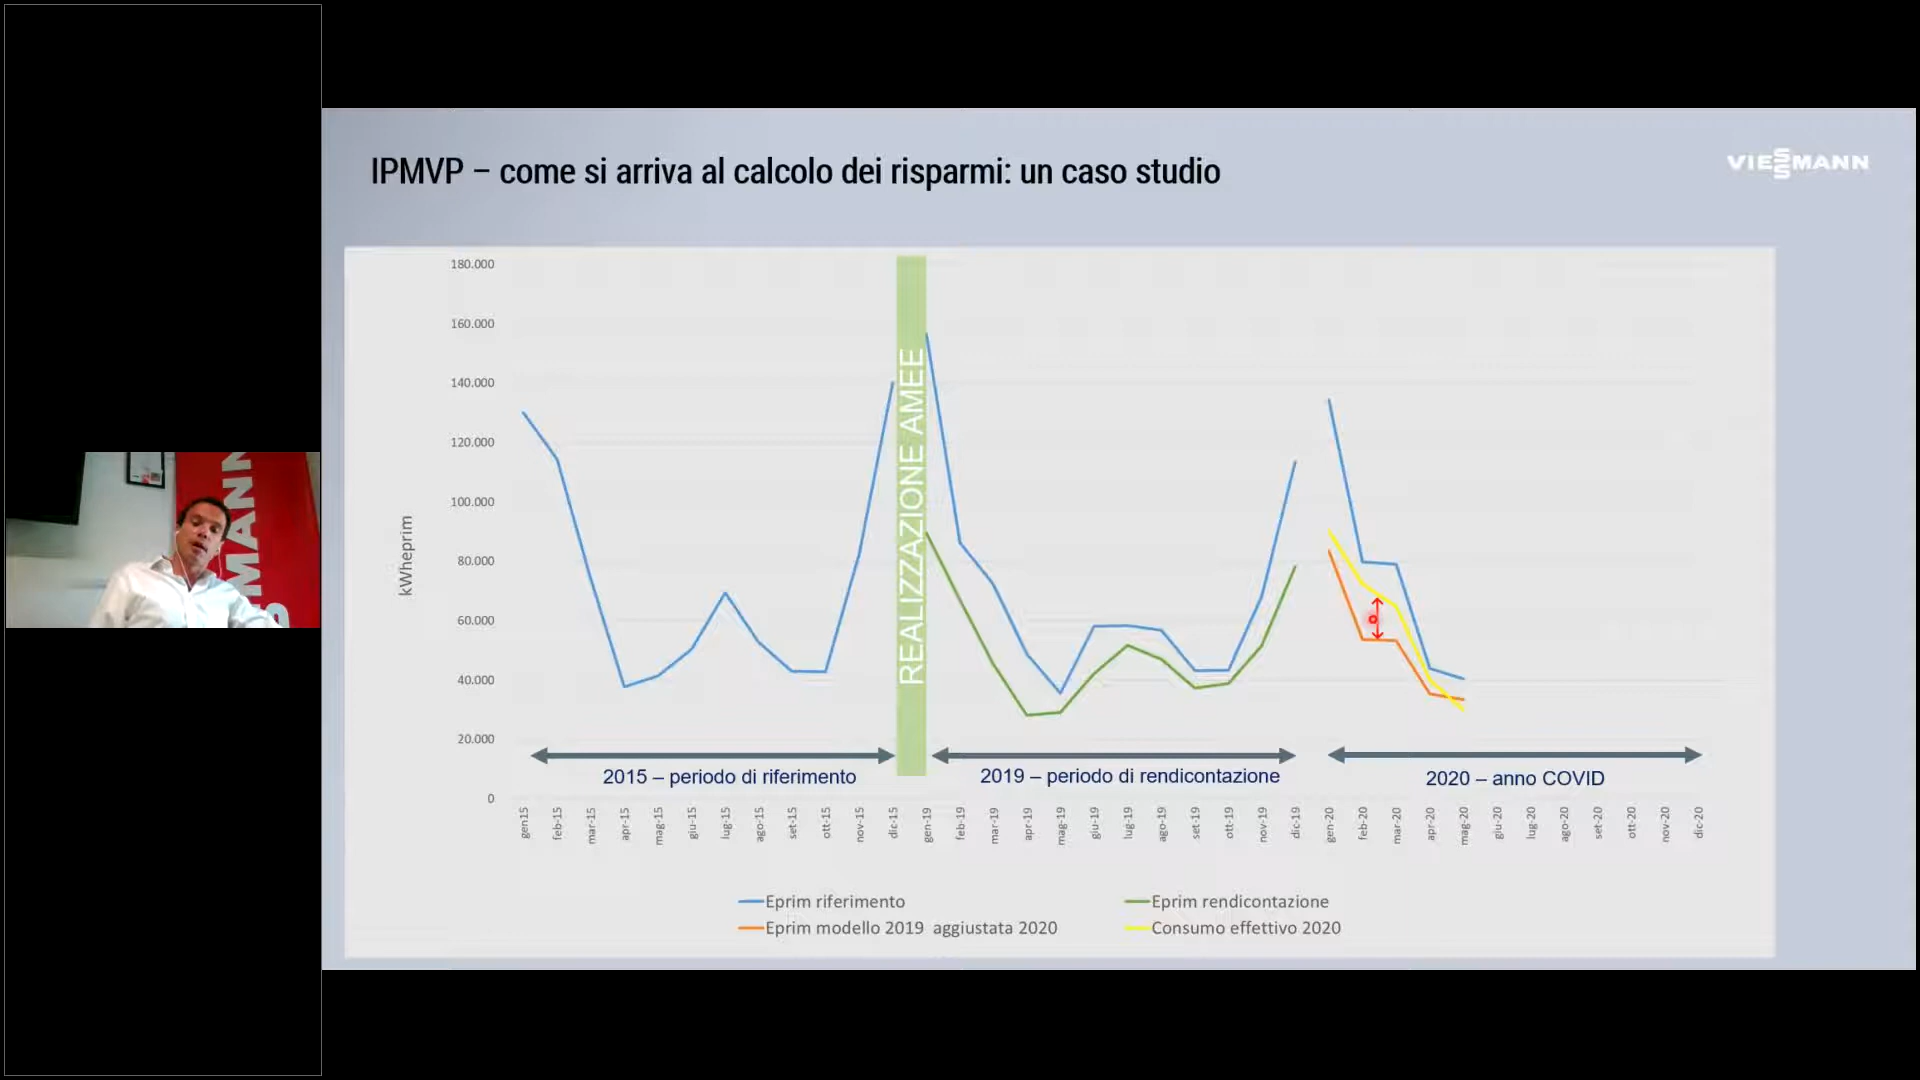 IPMVP – come si arriva al calcolo dei risparmi: un caso studio
VIESSMANN
180.000
160.000
140.000
120.000
100.000
80.000
60.000
40.000
20.000
0
kWheprim
REALIZZAZIONE AMEE
2015 – periodo di riferimento
2019 – periodo di rendicontazione
2020 – anno COVID
gen15
feb-15
mar-15
apr-15
mag-15
giu-15
lug-15
ago-15
set-15
ott-15
nov-15
dic-15
gen-19
feb-19
mar-19
apr-19
mag-19
giu-19
lug-19
ago-19
set-19
ott-19
nov-19
dic-19
gen-20
feb-20
mar-20
apr-20
mag-20
giu-20
lug-20
ago-20
set-20
ott-20
nov-20
dic-20
Eprim riferimento
Eprim rendicontazione
Eprim modello 2019 aggiustata 2020
Consumo effettivo 2020
SMANN